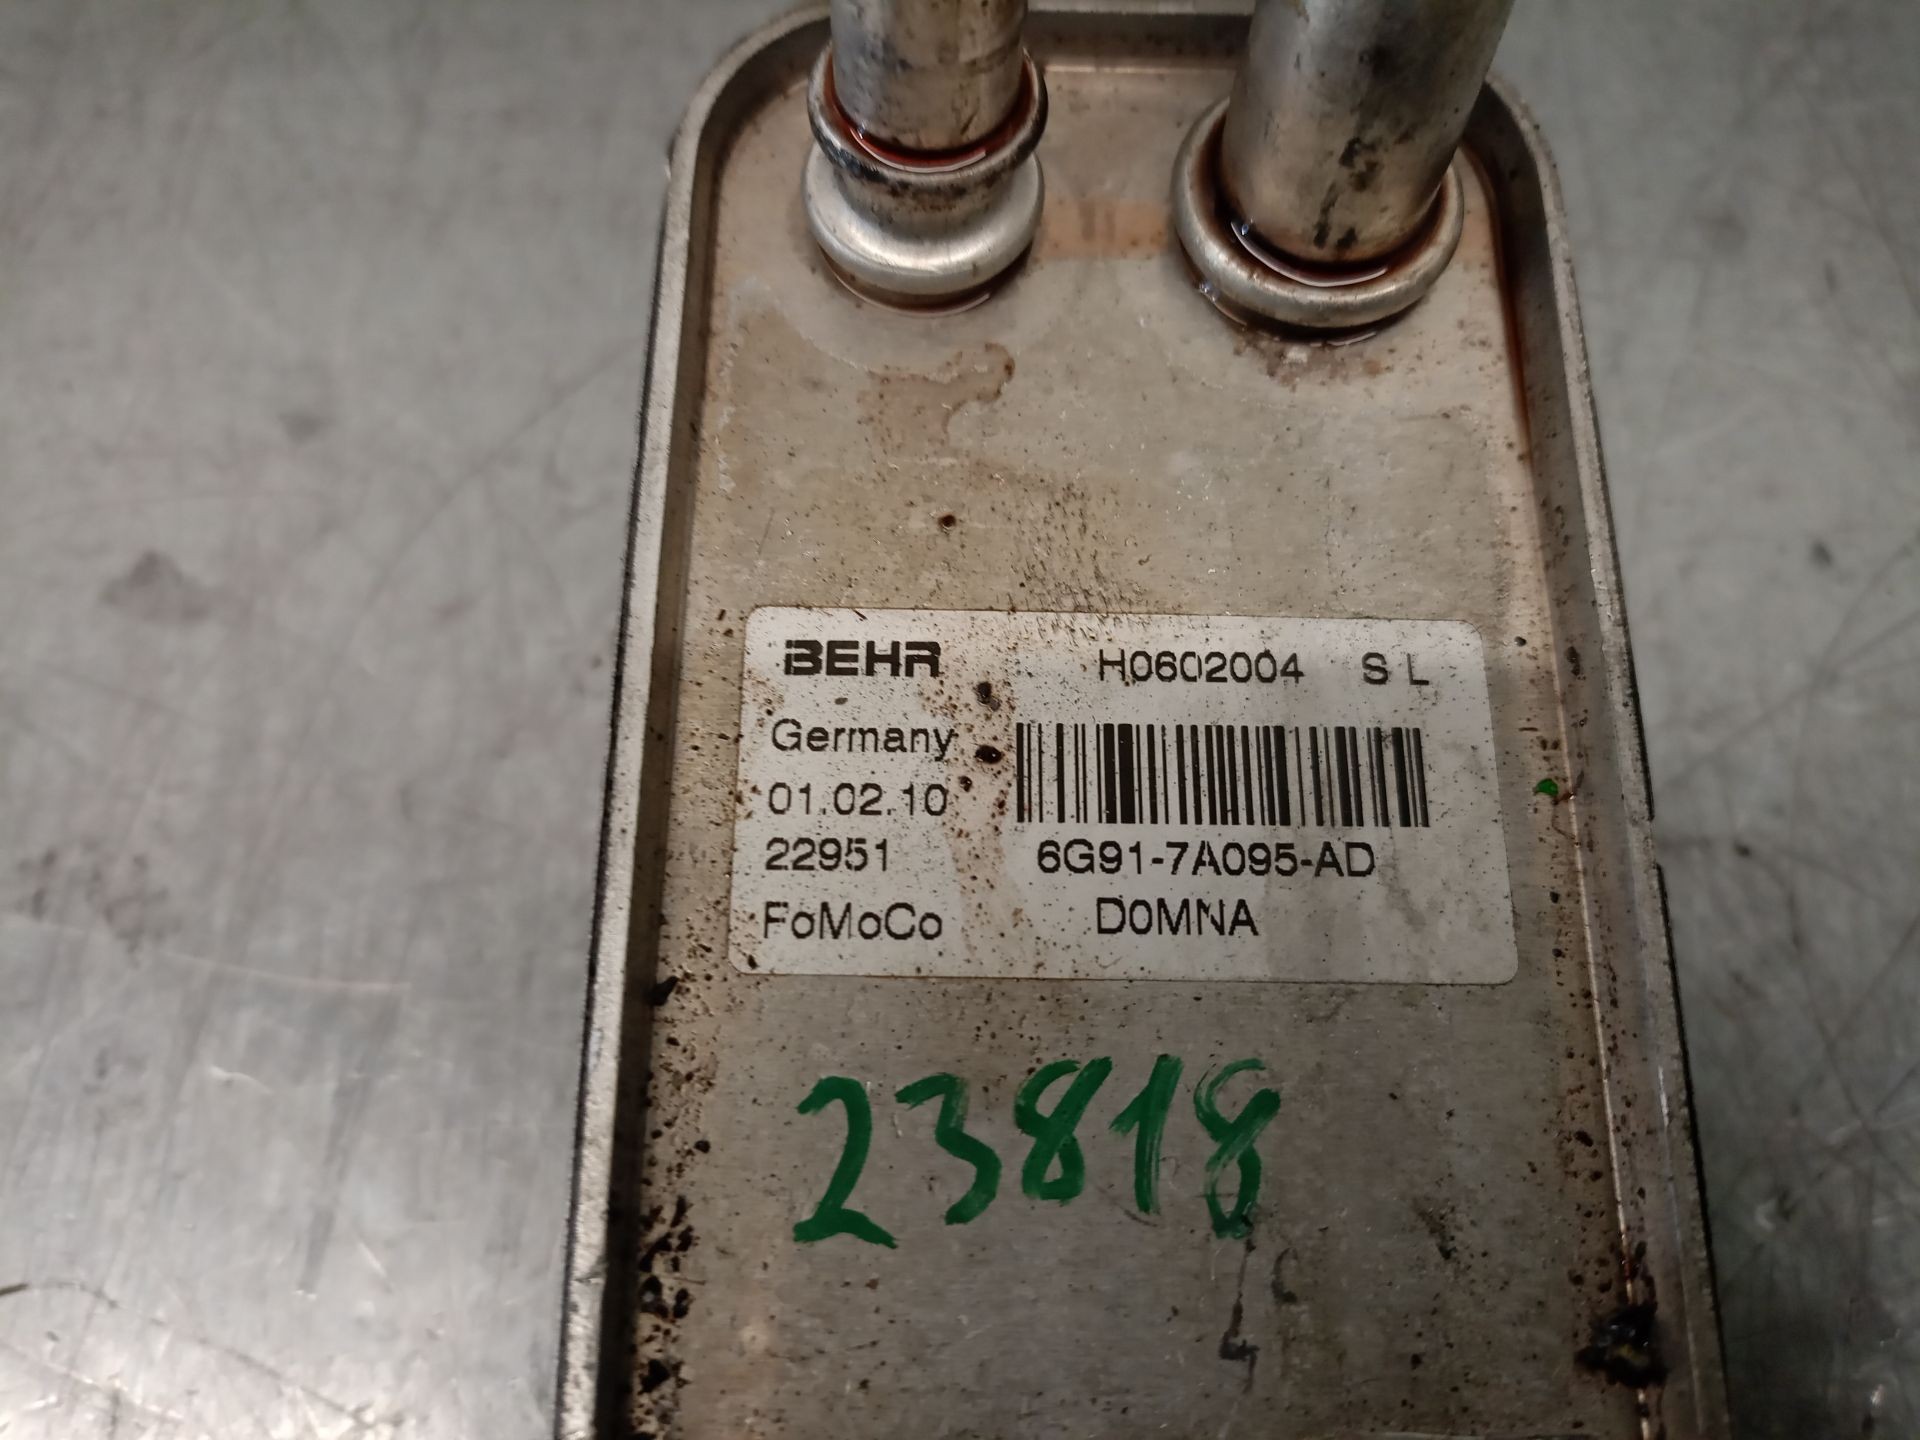 BEHR H0602004 S L
Germany
01.02.10
22951 6G91-7A095-AD
FoMoCo D0MNA
23818